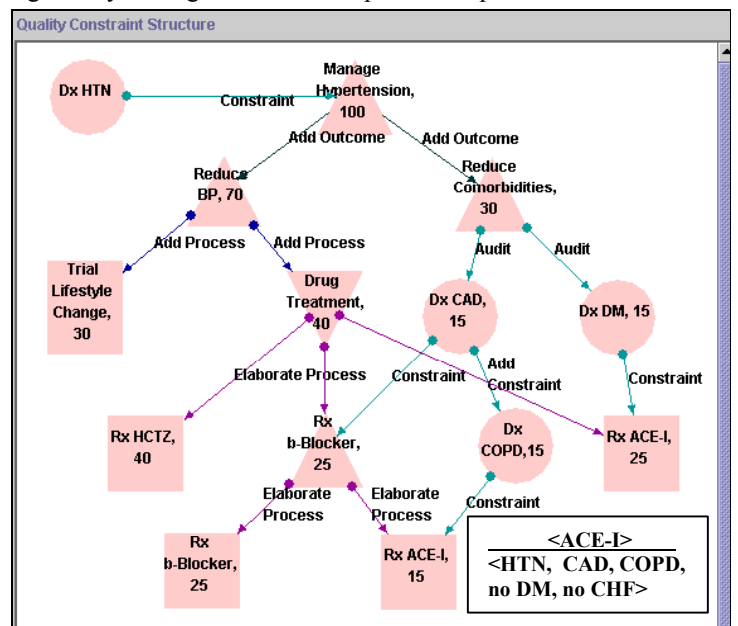 Quality Constraint Structure
Dx HTN
Constraint
Manage
Hypertension,
100
Add Outcome
Add Outcome
Reduce
BP, 70
Reduce
Comorbidities,
30
Add Process
Add Process
Audit
Audit
Trial
Lifestyle
Change,
30
Drug
Treatment,
40
Dx CAD,
15
Dx DM, 15
Elaborate Process
Constraint
Add
Constraint
Constraint
Rx HCTZ,
40
Rx
b-Blocker,
25
Dx
COPD,15
Rx ACE-I,
25
Elaborate
Process
Elaborate
Process
Constraint
Rx
b-Blocker,
25
Rx ACE-I,
15
<ACE-I>
<HTN, CAD, COPD,
no DM, no CHF>